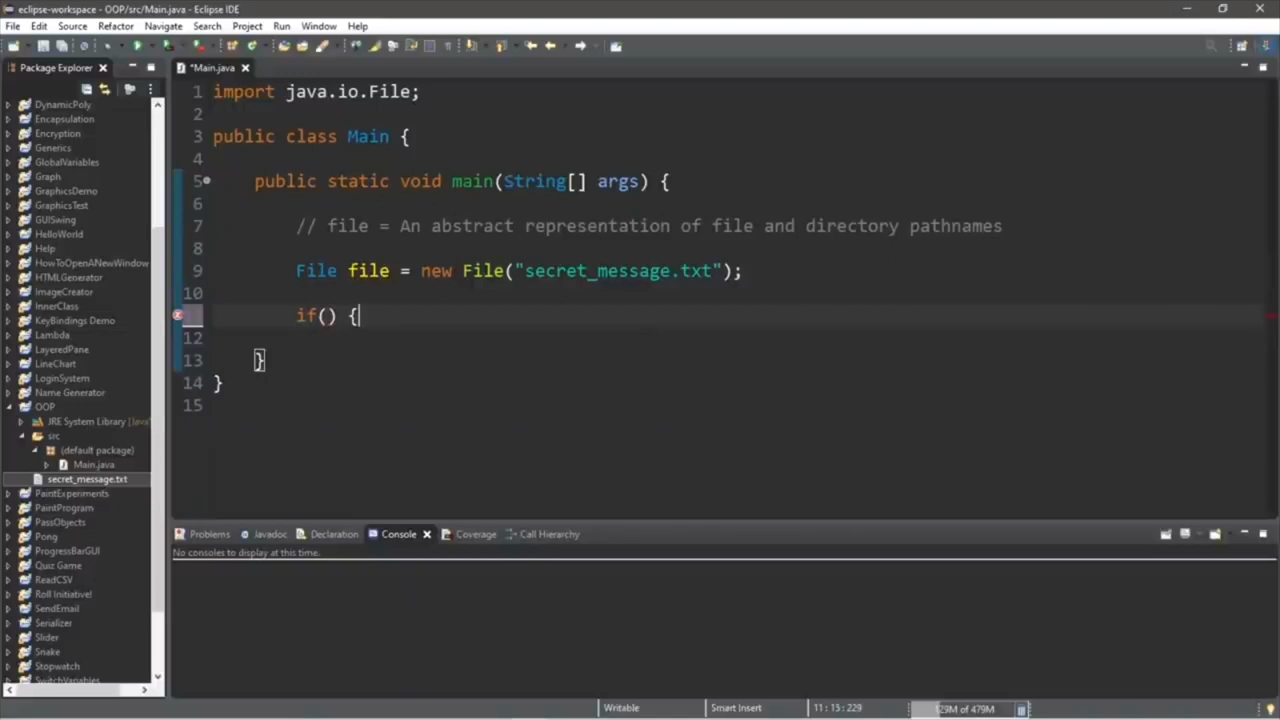 eclipse-workspace - OOP/src/Main.java - Eclipse IDE
File Edit Source Refactor Navigate Search Project Run Window Help
Package Explorer
*Main.java
DynamicPoly
Encapsulation
Encryption
Generics
GlobalVariables
Graph
GraphicsDemo
GraphicsTest
GUISwing
HelloWorld
Help
HowToOpenANewWindow
HTMLGenerator
ImageCreator
InnerClass
KeyBindings Demo
Lambda
LayeredPane
LineChart
LoginSystem
Name Generator
OOP
JRE System Library [Java
src
(default package)
Main.java
secret_message.txt
PaintExperiments
PaintProgram
PassObjects
Pong
ProgressBarGUI
Quiz Game
ReadCSV
Roll Initiative!
SendEmail
Serializer
Slider
Snake
Stopwatch
SwitchVariables
1 import java.io.File;
2
3 public class Main {
4
5 public static void main(String[] args) {
6
7 // file = An abstract representation of file and directory pathnames
8
9 File file = new File("secret_message.txt");
10
if() {
12
13 }
14 }
15
Problems Javadoc Declaration Console Coverage Call Hierarchy
No consoles to display at this time.
Writable Smart Insert 11 : 15 : 229 129M of 479M